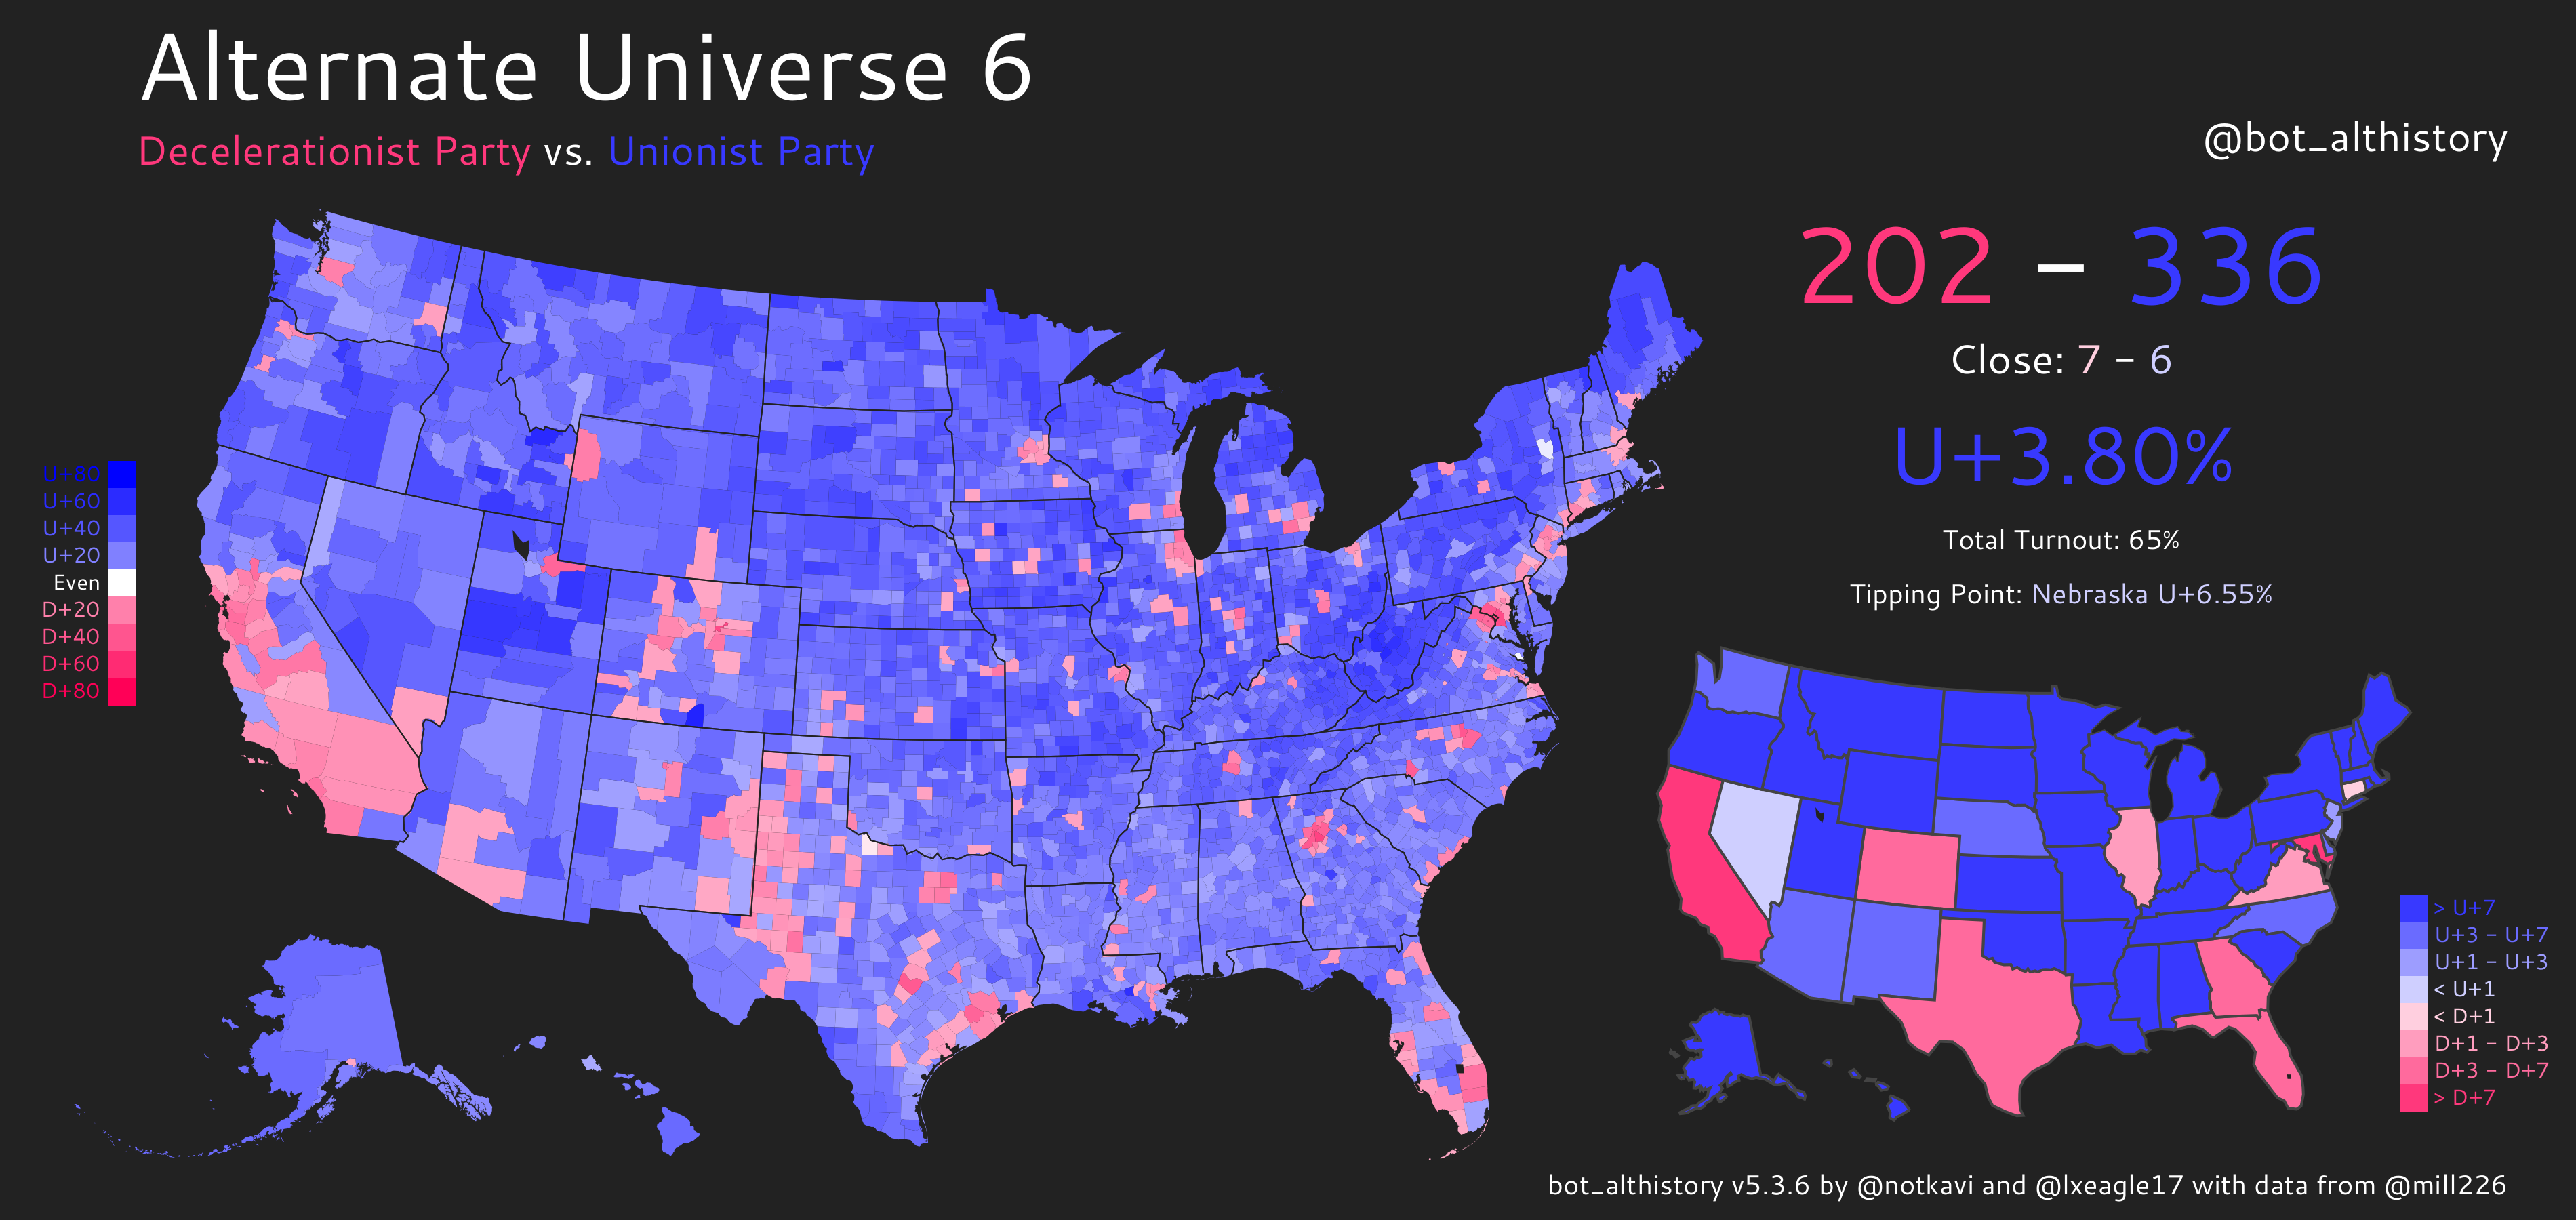 Alternate Universe 6
Decelerationist Party vs. Unionist Party
@bot_althistory
202 – 336
Close: 7 - 6
U+3.80%
Total Turnout: 65%
Tipping Point: Nebraska U+6.55%
U+80
U+60
U+40
U+20
Even
D+20
D+40
D+60
D+80
> U+7
U+3 - U+7
U+1 - U+3
< U+1
< D+1
D+1 - D+3
D+3 - D+7
> D+7
bot_althistory v5.3.6 by @notkavi and @lxeagle17 with data from @mill226